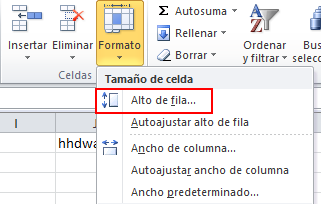 Insertar Eliminar Formato
Autosuma
Rellenar
Borrar
Ordenar
y filtrar
Bus
selecc
Celdas
Tamaño de celda
Alto de fila...
Autoajustar alto de fila
Ancho de columna...
Autoajustar ancho de columna
Ancho predeterminado...
I
J
hhdwa